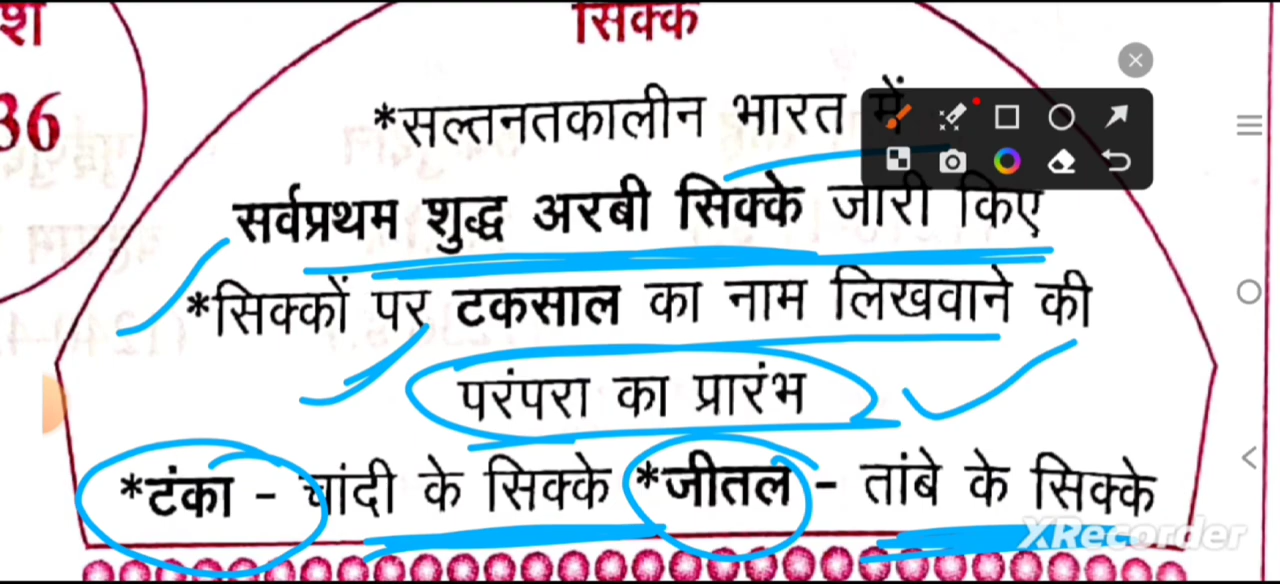 सिक्के
36
*सल्तनतकालीन भारत में
सर्वप्रथम शुद्ध अरबी सिक्के जारी किए
*सिक्कों पर टकसाल का नाम लिखवाने की
परंपरा का प्रारंभ
*टंका - चांदी के सिक्के *जीतल - तांबे के सिक्के
XRecorder